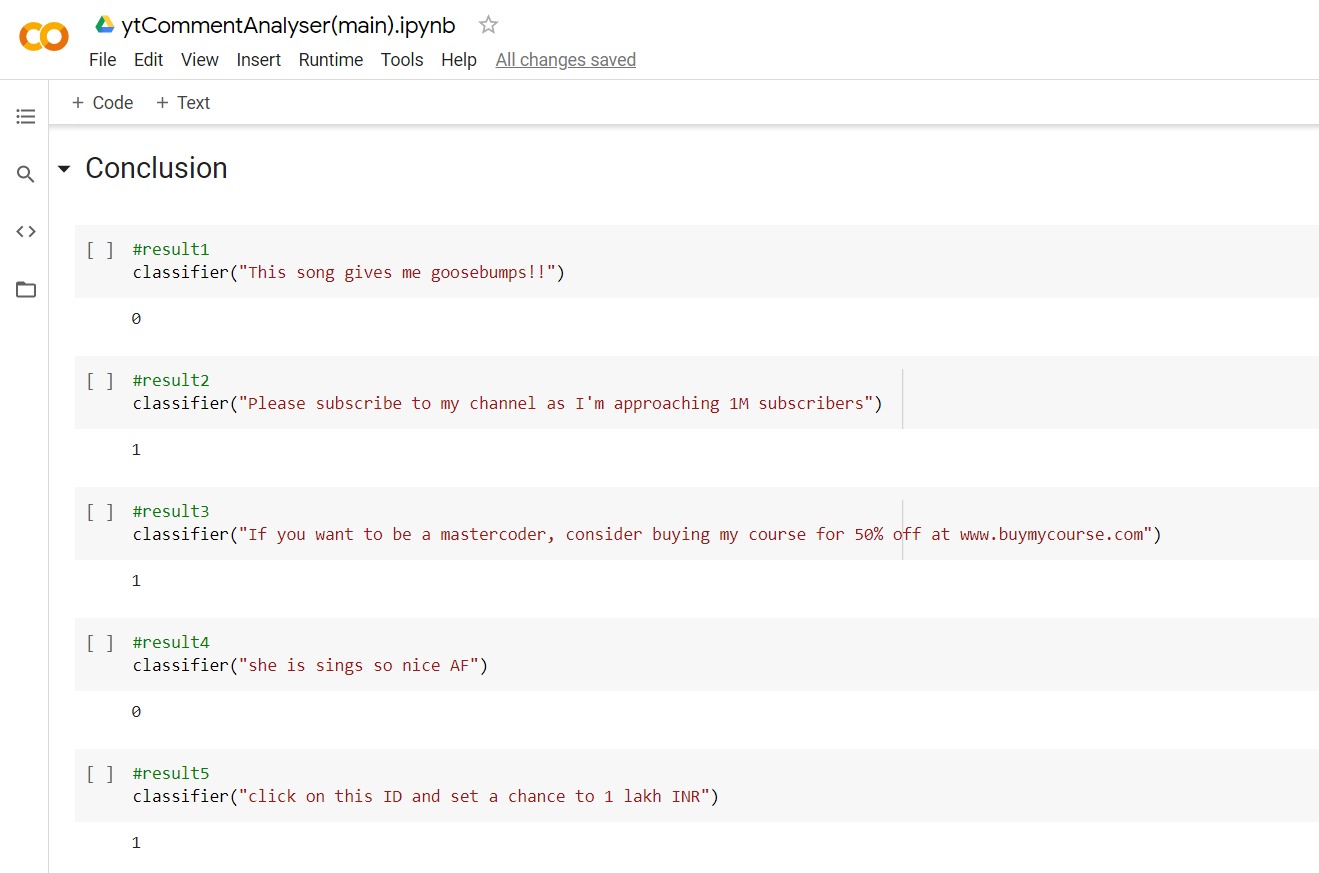 ytCommentAnalyser(main).ipynb
File Edit View Insert Runtime Tools Help All changes saved
+ Code + Text
Conclusion
[ ] #result1
classifier("This song gives me goosebumps!!")
0
[ ] #result2
classifier("Please subscribe to my channel as I'm approaching 1M subscribers")
1
[ ] #result3
classifier("If you want to be a mastercoder, consider buying my course for 50% off at www.buymycourse.com")
1
[ ] #result4
classifier("she is sings so nice AF")
0
[ ] #result5
classifier("click on this ID and set a chance to 1 lakh INR")
1